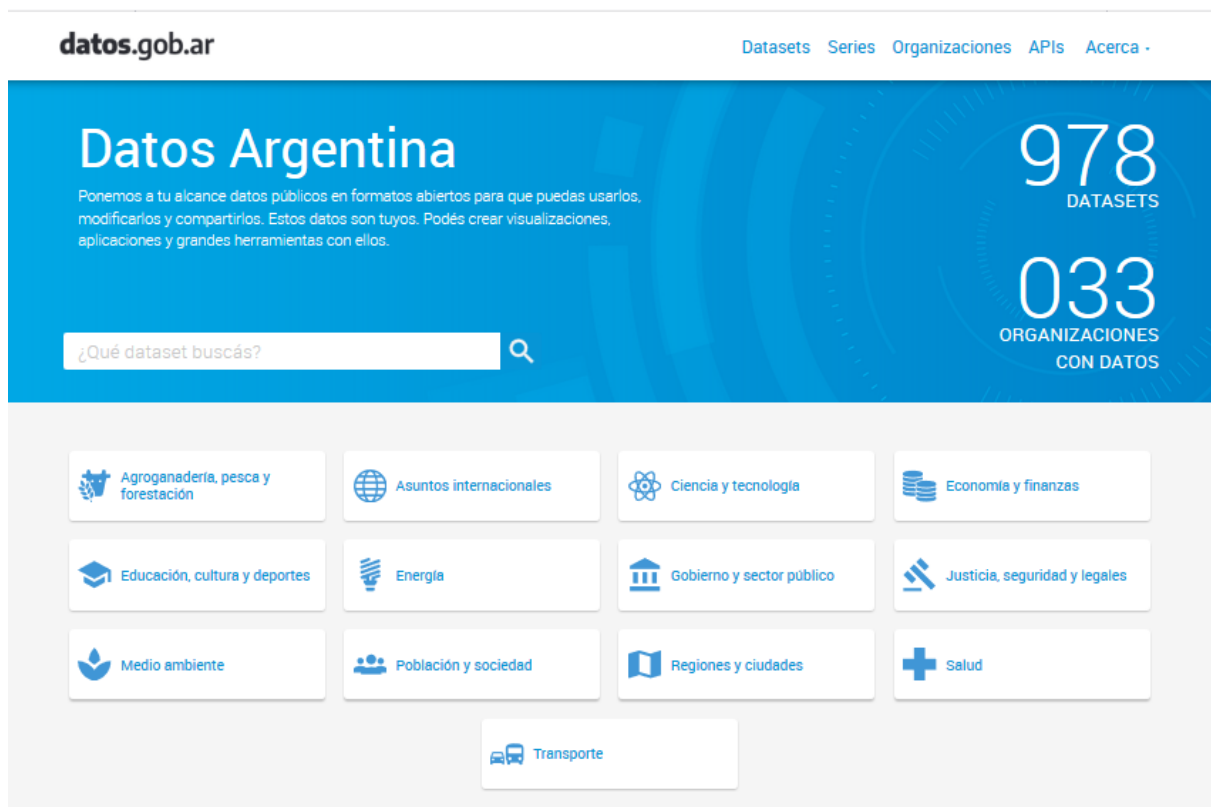 datos.gob.ar
Datasets Series Organizaciones APIs Acerca
Datos Argentina
Ponemos a tu alcance datos públicos en formatos abiertos para que puedas usarlos,
modificarlos y compartirlos. Estos datos son tuyos. Podés crear visualizaciones,
aplicaciones y grandes herramientas con ellos.
¿Qué dataset buscás?
978
DATASETS
033
ORGANIZACIONES
CON DATOS
Agroganadería, pesca y
forestación
Asuntos internacionales
Ciencia y tecnología
Economía y finanzas
Educación, cultura y deportes
Energía
Gobierno y sector público
Justicia, seguridad y legales
Medio ambiente
Población y sociedad
Regiones y ciudades
Salud
Transporte